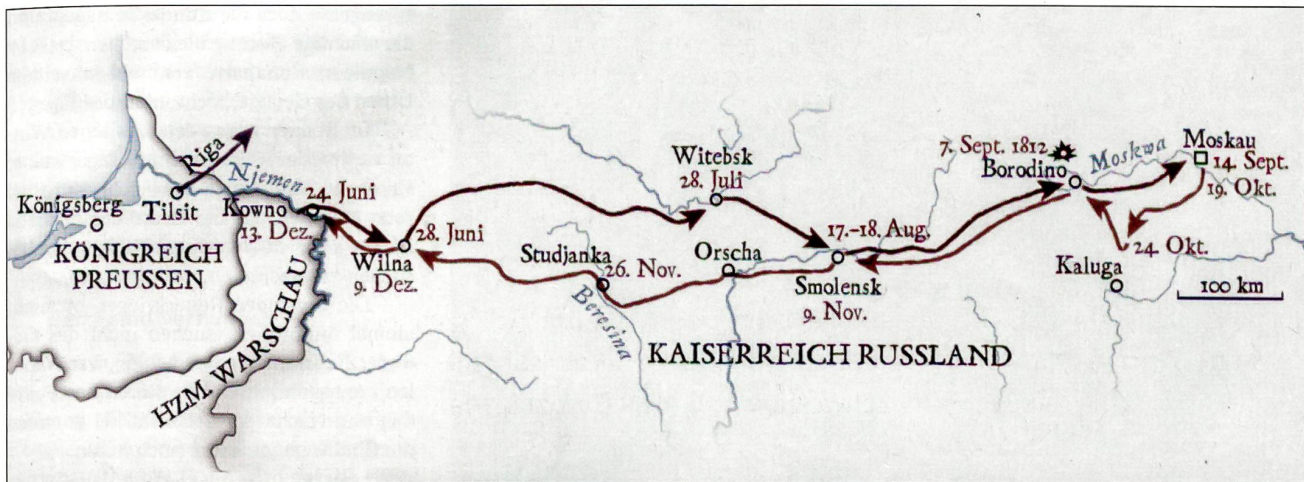 Riga
Njemen
Königsberg
Tilsit
KÖNIGREICH
PREUSSEN
Kowno
24. Juni
13. Dez.
HZM. WARSCHAU
28. Juni
Wilna
9. Dez.
Witebsk
28. Juli
Studjanka
26. Nov.
Beresina
Orscha
17.–18. Aug.
Smolensk
9. Nov.
KAISERREICH RUSSLAND
7. Sept. 1812
Borodino
Moskwa
Moskau
14. Sept.
19. Okt.
24. Okt.
Kaluga
100 km